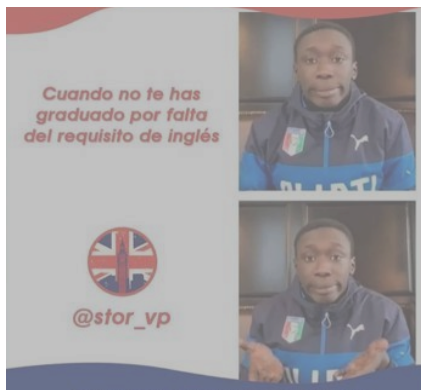 Cuando no te has
graduado por falta
del requisito de inglés
@stor_vp